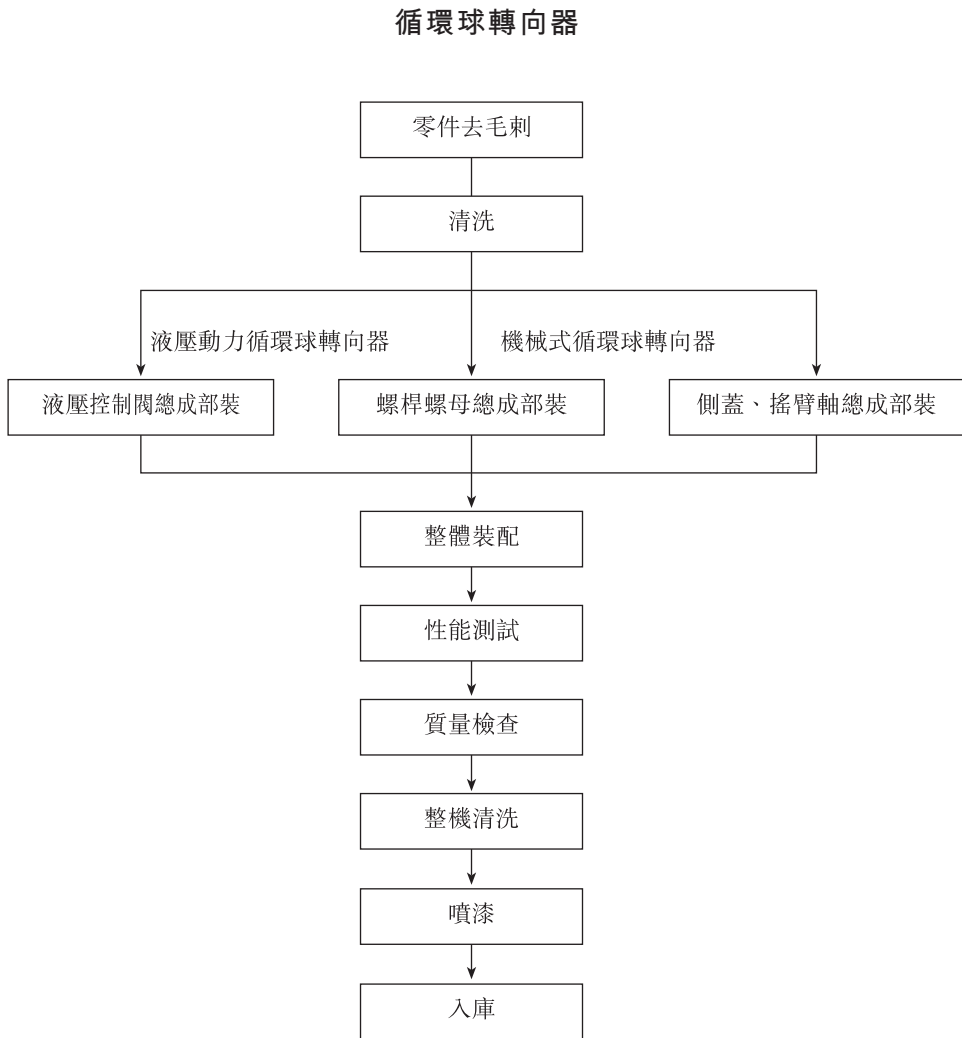 循環球轉向器
零件去毛刺
清洗
液壓動力循環球轉向器
機械式循環球轉向器
液壓控制閥總成部裝
螺桿螺母總成部裝
側蓋、搖臂軸總成部裝
整體裝配
性能測試
質量檢查
整機清洗
噴漆
入庫